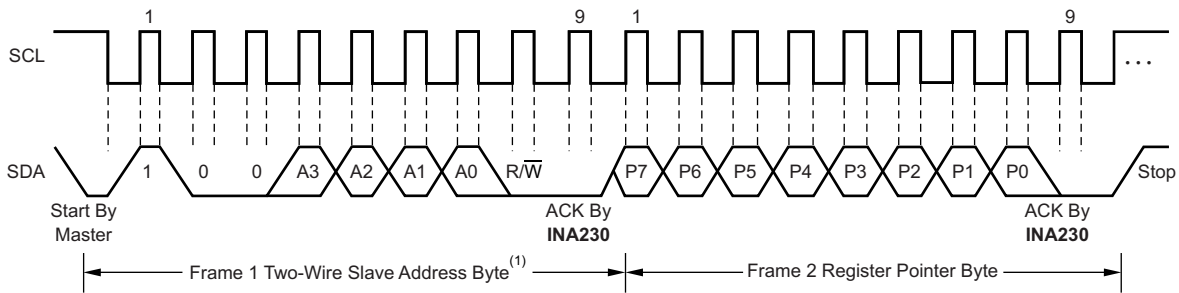 1 9 1 9
SCL ...
SDA 1 0 0 A3 A2 A1 A0 R/W̅ P7 P6 P5 P4 P3 P2 P1 P0 Stop
Start By ACK By ACK By
Master INA230 INA230
Frame 1 Two-Wire Slave Address Byte(1) Frame 2 Register Pointer Byte